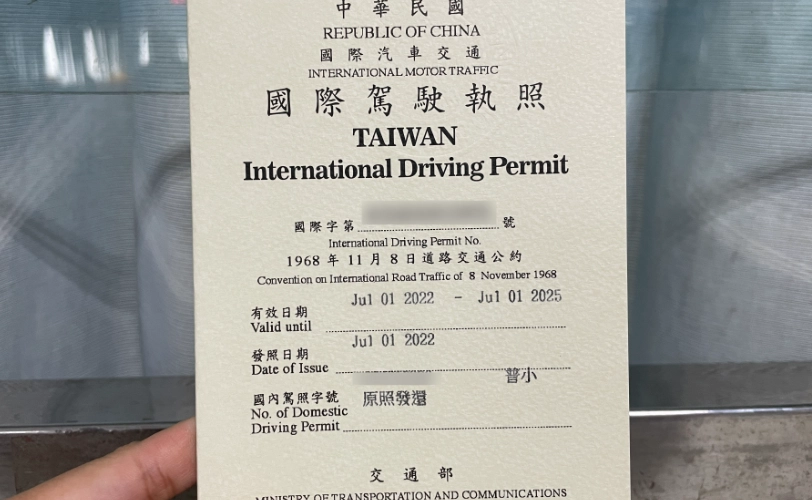 中華民國
REPUBLIC OF CHINA
國際汽車交通
INTERNATIONAL MOTOR TRAFFIC
國際駕駛執照
TAIWAN
International Driving Permit
國際字第 號
International Driving Permit No.
1968 年 11 月 8 日道路交通公約
Convention on International Road Traffic of 8 November 1968
Jul 01 2022 - Jul 01 2025
有效日期
Valid until
Jul 01 2022
發照日期
Date of Issue
普小
國內駕照字號 原照發還
No. of Domestic
Driving Permit
交通部
MINISTRY OF TRANSPORTATION AND COMMUNICATIONS